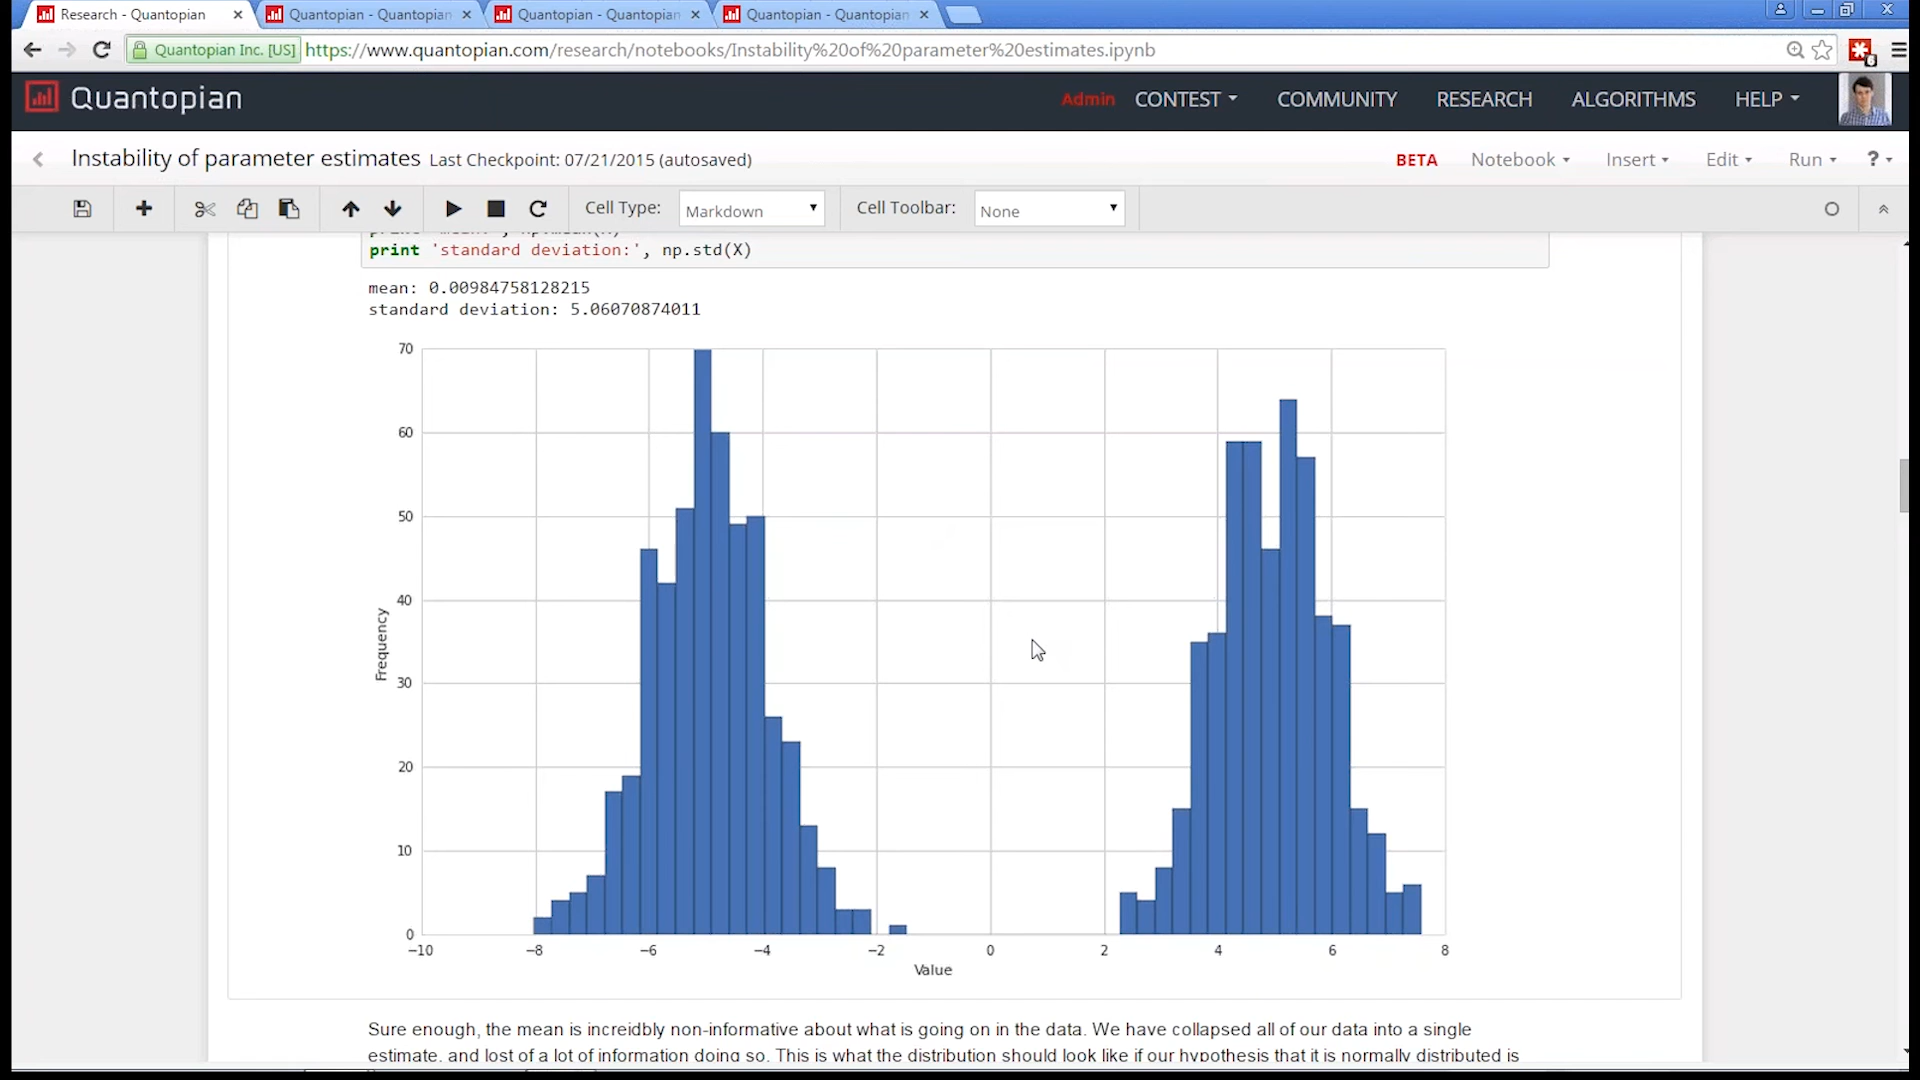 Research - Quantopian
Quantopian - Quantopian
Quantopian - Quantopian
Quantopian - Quantopian
Quantopian Inc. [US] https://www.quantopian.com/research/notebooks/Instability%20of%20parameter%20estimates.ipynb
6
Quantopian
Admin CONTEST COMMUNITY RESEARCH ALGORITHMS HELP
Instability of parameter estimates Last Checkpoint: 07/21/2015 (autosaved)
BETA Notebook Insert Edit Run ?
Cell Type: Markdown Cell Toolbar: None
print 'mean:', np.mean(X)
print 'standard deviation:', np.std(X)
mean: 0.00984758128215
standard deviation: 5.06070874011
70
60
50
40
30
20
10
0
Frequency
−10 −8 −6 −4 −2 0 2 4 6 8
Value
Sure enough, the mean is increidbly non-informative about what is going on in the data. We have collapsed all of our data into a single
estimate, and lost of a lot of information doing so. This is what the distribution should look like if our hypothesis that it is normally distributed is